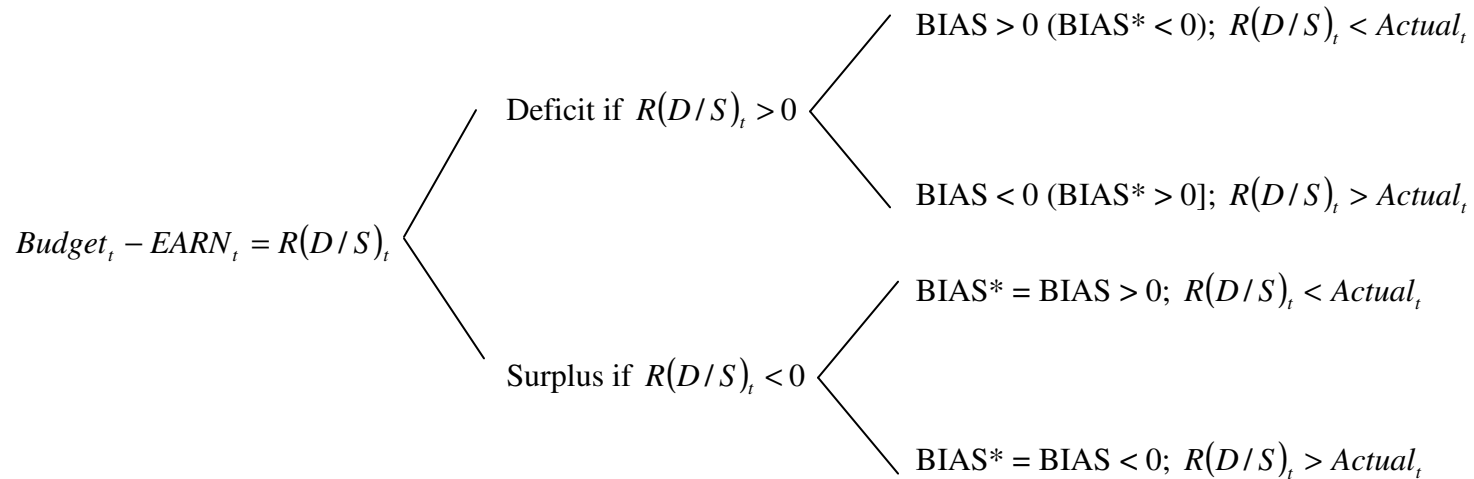 BIAS > 0 (BIAS* < 0); R(D/S)_t < Actual_t
Deficit if R(D/S)_t > 0
BIAS < 0 (BIAS* > 0]; R(D/S)_t > Actual_t
Budget_t − EARN_t = R(D/S)_t
BIAS* = BIAS > 0; R(D/S)_t < Actual_t
Surplus if R(D/S)_t < 0
BIAS* = BIAS < 0; R(D/S)_t > Actual_t